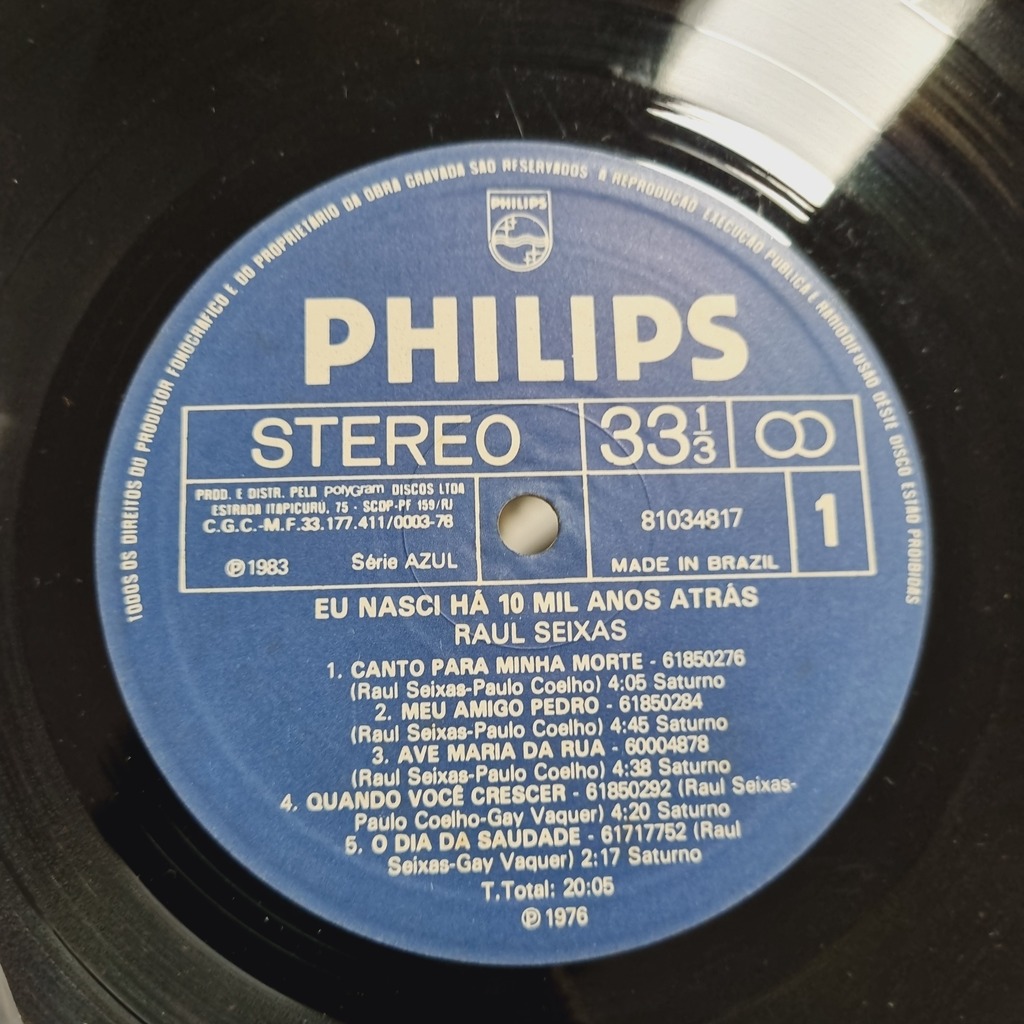 TODOS OS DIREITOS DO PRODUTOR FONOGRÁFICO E DO PROPRIETÁRIO DA OBRA GRAVADA SÃO RESERVADOS. A REPRODUÇÃO, EXECUÇÃO PÚBLICA E RADIODIFUSÃO DESTE DISCO ESTÃO PROIBIDAS
PHILIPS
PHILIPS
STEREO 33 1/3
PROD. E DISTR. PELA polyGram DISCOS LTDA
ESTRADA ITAPICURU, 75 - SCDP-PF 159/RJ
C.G.C.-M.F.33.177.411/0003-78
℗1983 Série AZUL
81034817
MADE IN BRAZIL
1
EU NASCI HÁ 10 MIL ANOS ATRÁS
RAUL SEIXAS
1. CANTO PARA MINHA MORTE - 61850276
(Raul Seixas-Paulo Coelho) 4:05 Saturno
2. MEU AMIGO PEDRO - 61850284
(Raul Seixas-Paulo Coelho) 4:45 Saturno
3. AVE MARIA DA RUA - 60004878
(Raul Seixas-Paulo Coelho) 4:38 Saturno
4. QUANDO VOCÊ CRESCER - 61850292 (Raul Seixas-
Paulo Coelho-Gay Vaquer) 4:20 Saturno
5. O DIA DA SAUDADE - 61717752 (Raul
Seixas-Gay Vaquer) 2:17 Saturno
T.Total: 20:05
℗ 1976